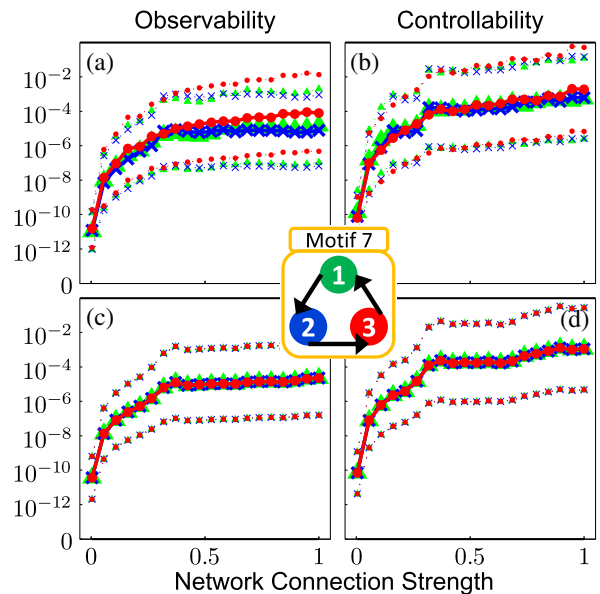 Observability Controllability
(a) (b)
10^{-2}
10^{-4}
10^{-6}
10^{-8}
10^{-10}
10^{-12}
0
Motif 7
1
2 3
(c) (d)
10^{-2}
10^{-4}
10^{-6}
10^{-8}
10^{-10}
10^{-12}
0
0 0.5 1 0 0.5 1
Network Connection Strength